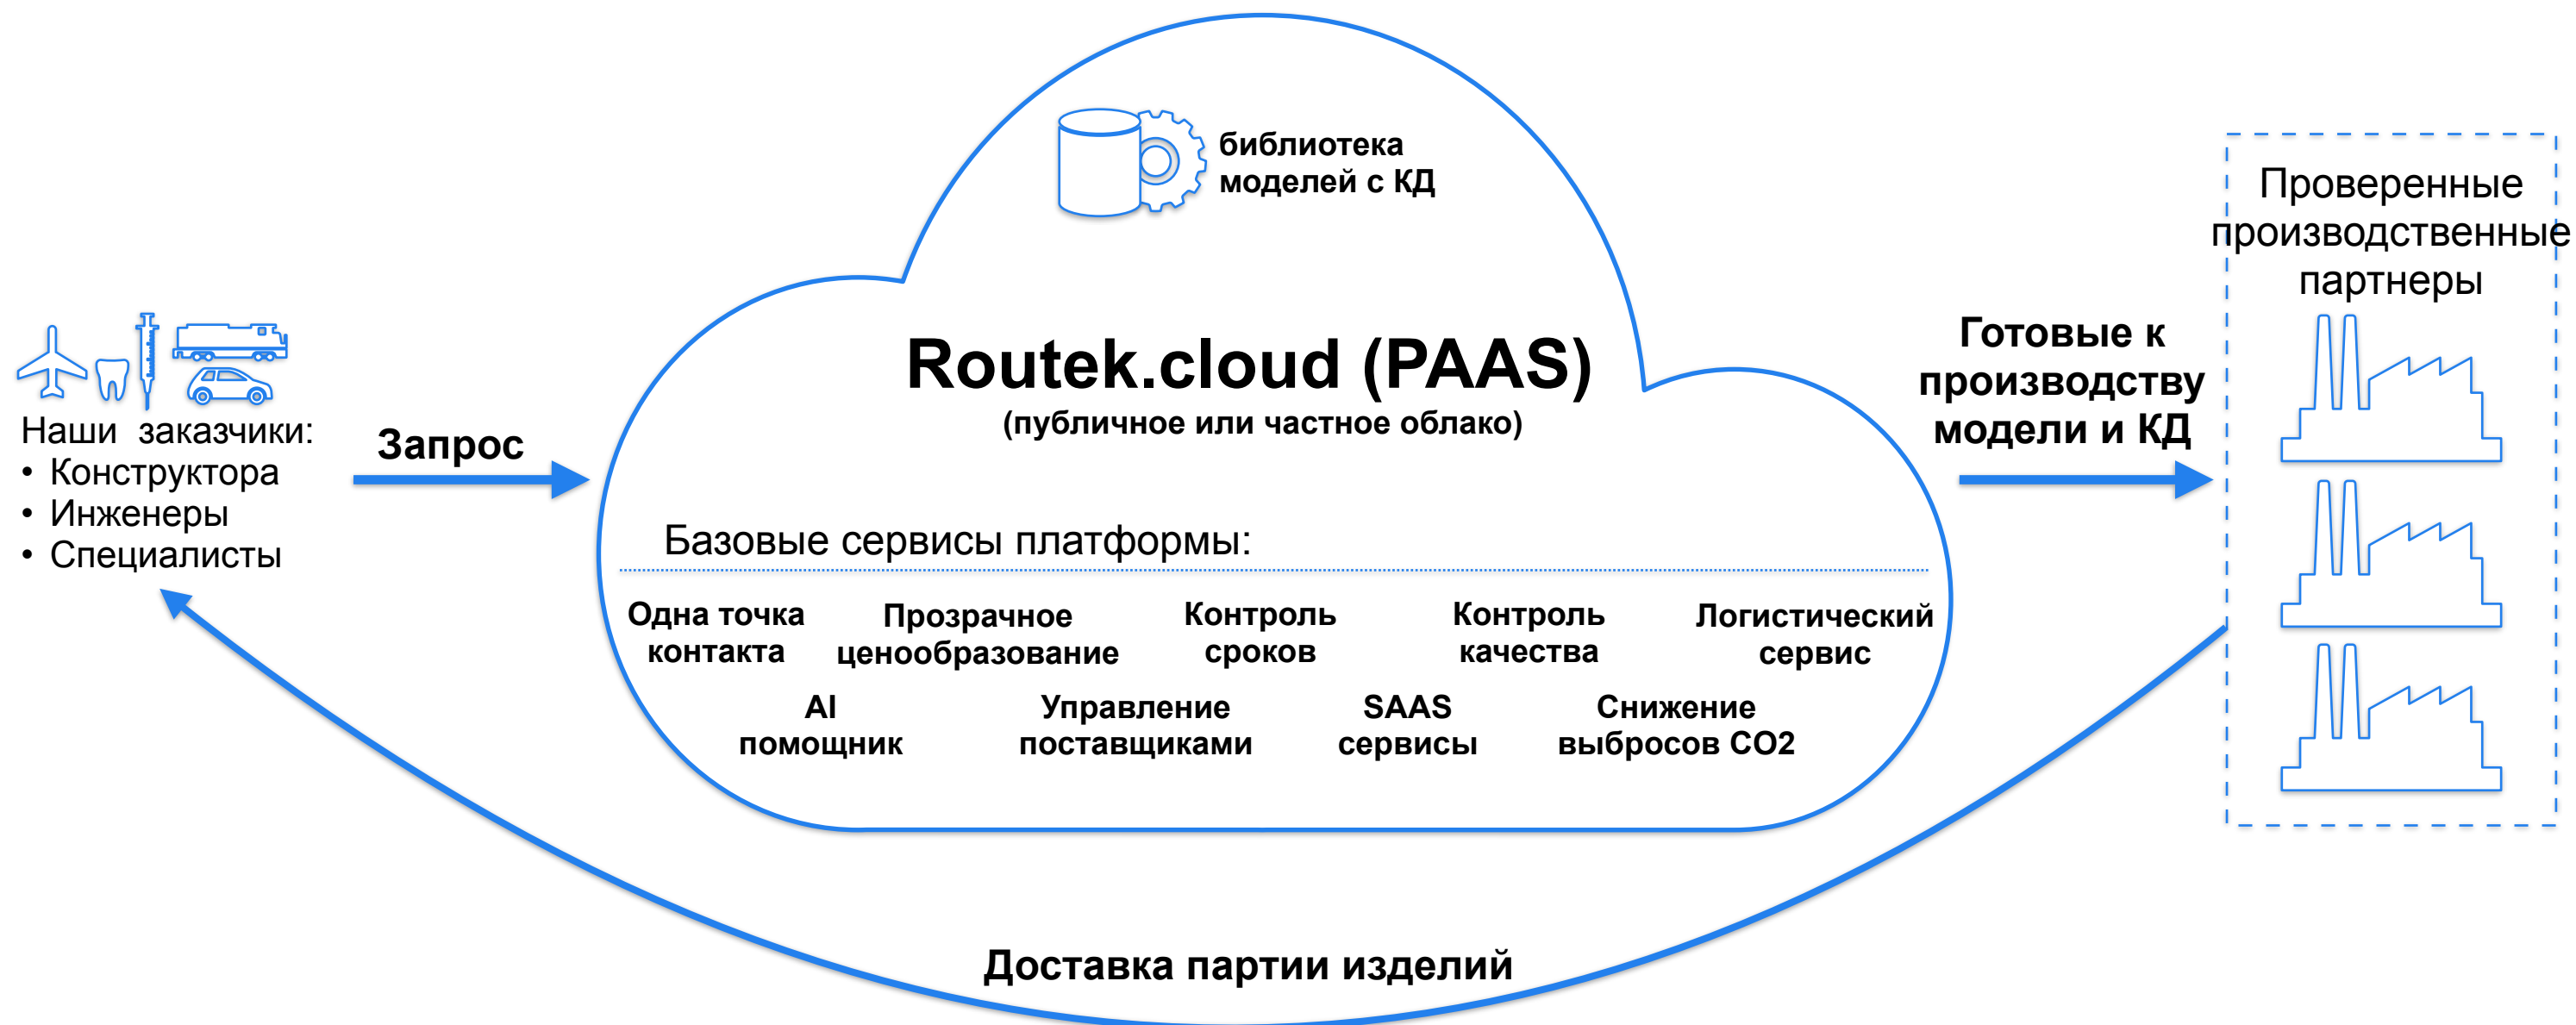 библиотека
моделей с КД
Проверенные
производственные
партнеры
Routek.cloud (PAAS)
(публичное или частное облако)
Готовые к
производству
модели и КД
Наши заказчики:
• Конструктора
• Инженеры
• Специалисты
Запрос
Базовые сервисы платформы:
Одна точка
контакта
Прозрачное
ценообразование
Контроль
сроков
Контроль
качества
Логистический
сервис
AI
помощник
Управление
поставщиками
SAAS
сервисы
Снижение
выбросов СО2
Доставка партии изделий